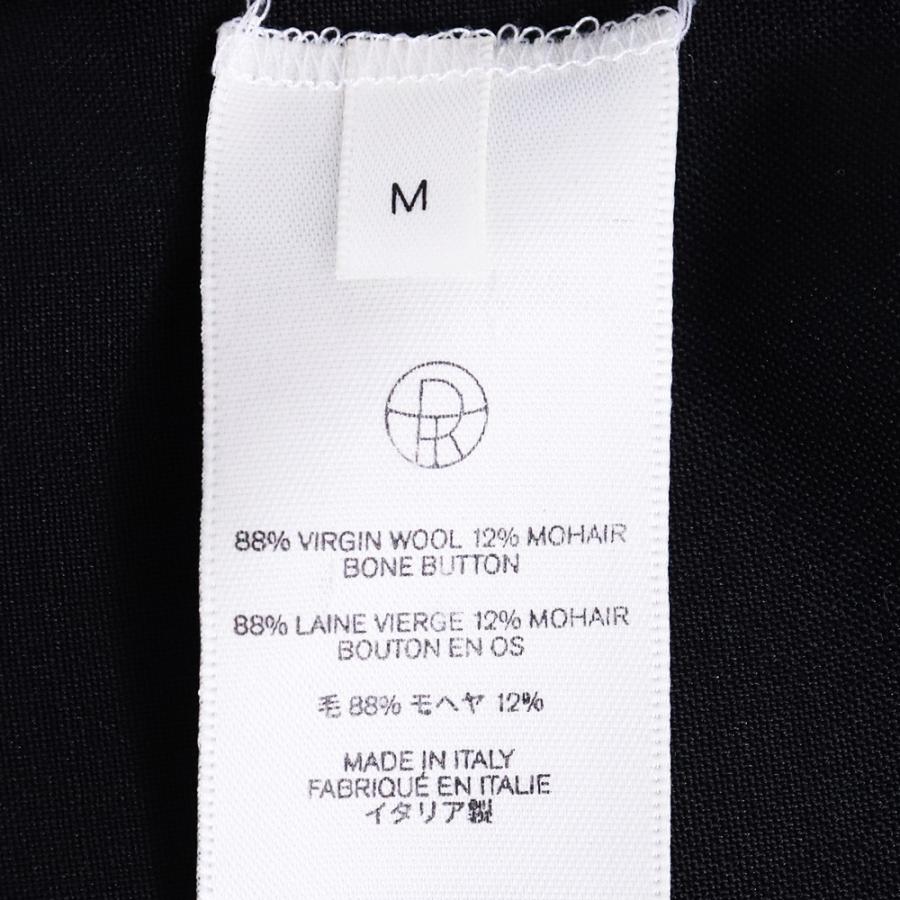 M
88% VIRGIN WOOL 12% MOHAIR
BONE BUTTON
88% LAINE VIERGE 12% MOHAIR
BOUTON EN OS
毛 88% モヘヤ 12%
MADE IN ITALY
FABRIQUÉ EN ITALIE
イタリア製